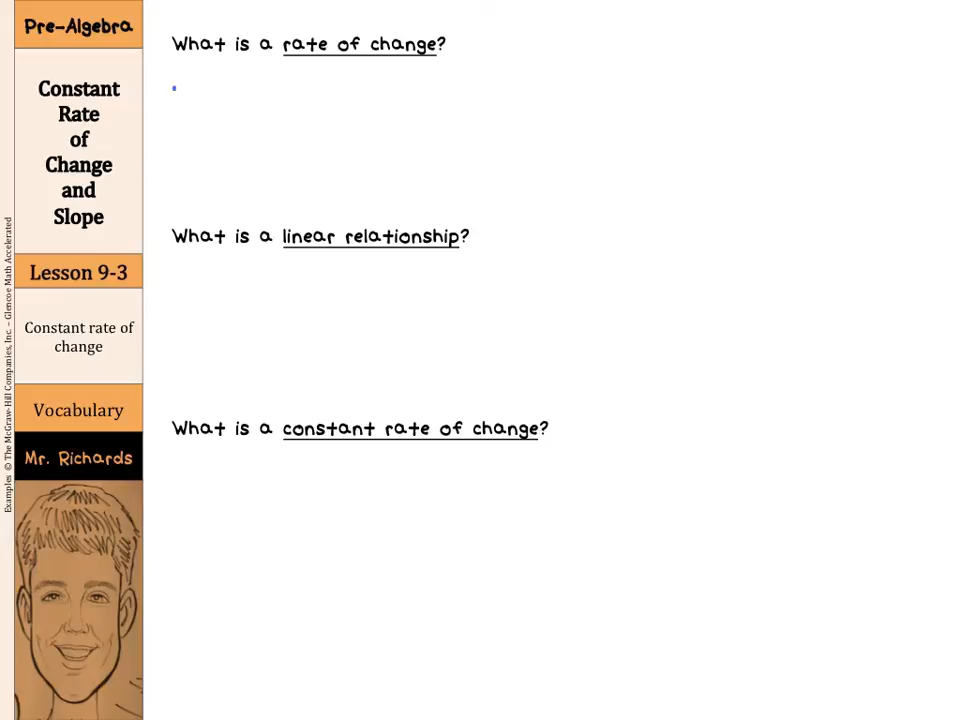 Pre-Algebra
Constant
Rate
of
Change
and
Slope
Lesson 9-3
Constant rate of
change
Vocabulary
Mr. Richards
Examples © The McGraw-Hill Companies, Inc. – Glencoe Math Accelerated
What is a rate of change?
What is a linear relationship?
What is a constant rate of change?